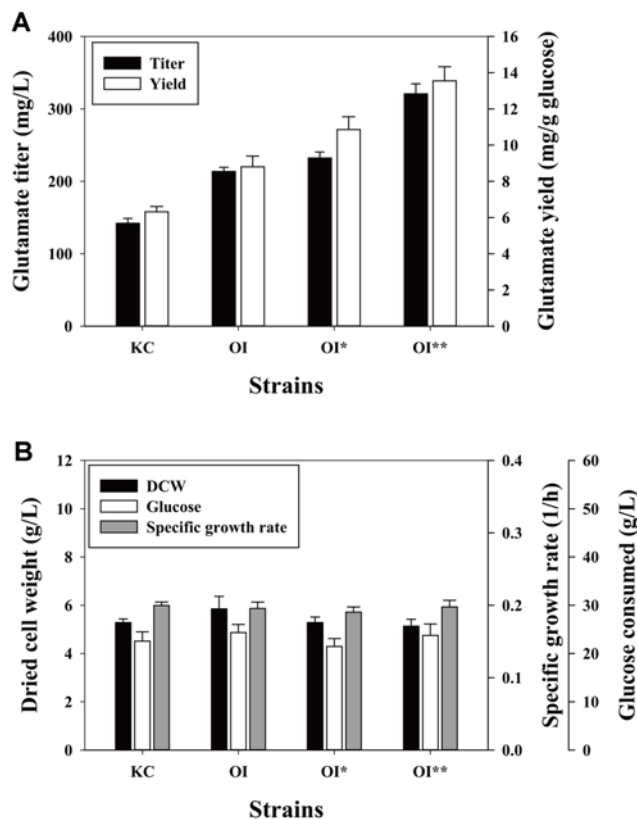 A
Glutamate titer (mg/L)
400
300
200
100
0
Titer
Yield
16
14
12
10
8
6
4
2
0
Glutamate yield (mg/g glucose)
KC OI OI* OI**
Strains
B
Dried cell weight (g/L)
12
10
8
6
4
2
0
DCW
Glucose
Specific growth rate
0.4
0.3
0.2
0.1
0.0
Specific growth rate (1/h)
60
50
40
30
20
10
0
Glucose consumed (g/L)
KC OI OI* OI**
Strains